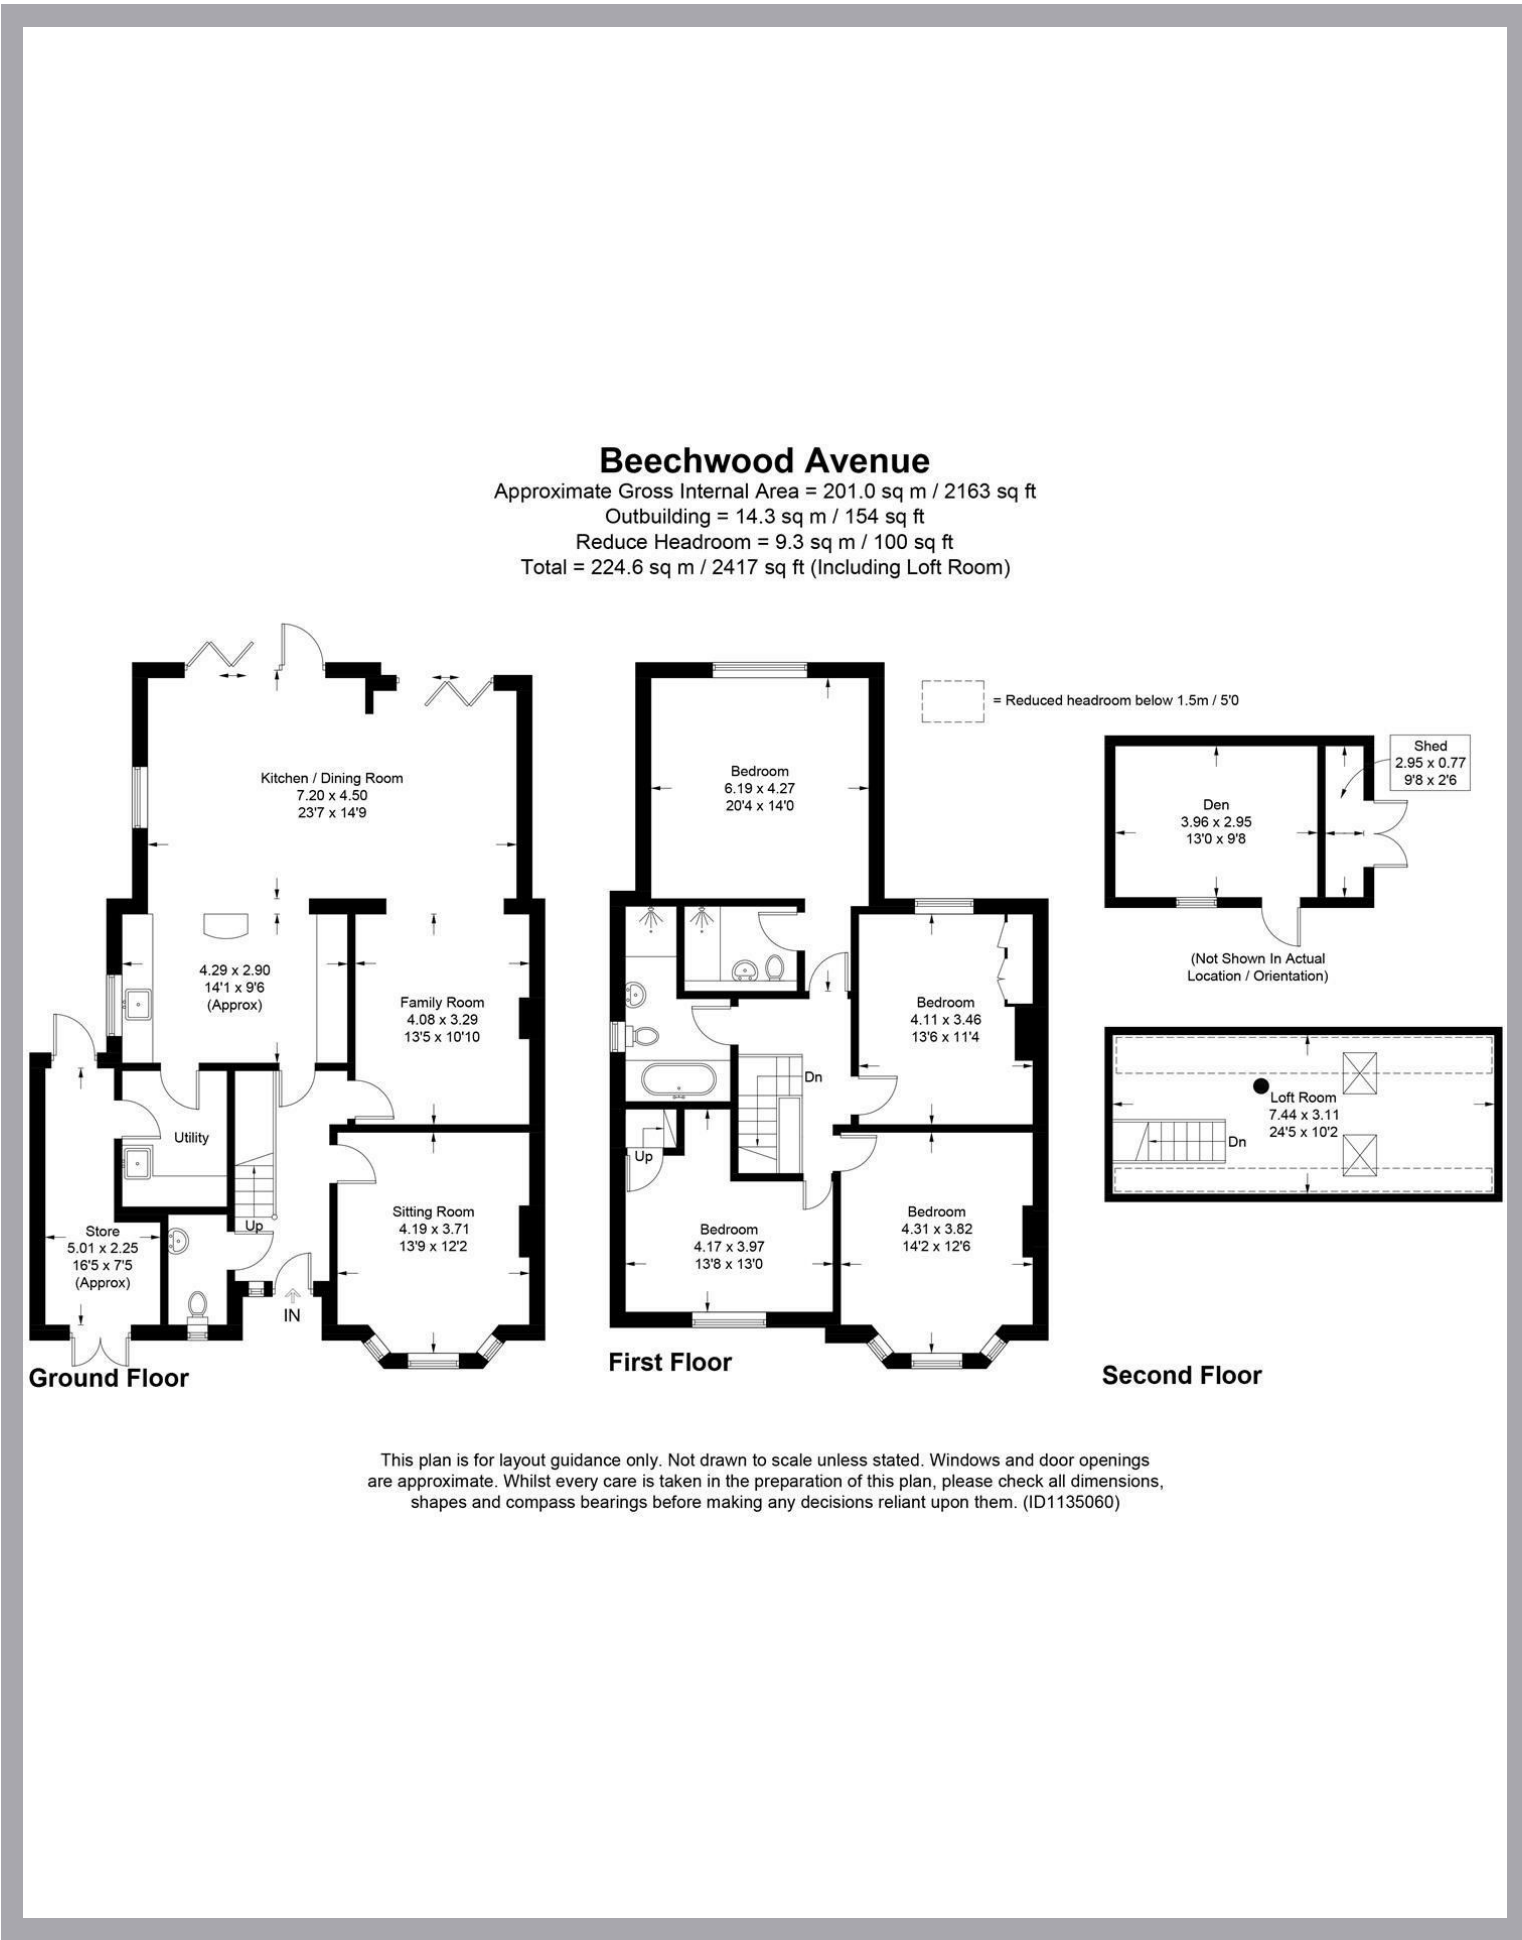 Beechwood Avenue
Approximate Gross Internal Area = 201.0 sq m / 2163 sq ft
Outbuilding = 14.3 sq m / 154 sq ft
Reduce Headroom = 9.3 sq m / 100 sq ft
Total = 224.6 sq m / 2417 sq ft (Including Loft Room)
Kitchen / Dining Room
7.20 x 4.50
23'7 x 14'9
4.29 x 2.90
14'1 x 9'6
(Approx)
Family Room
4.08 x 3.29
13'5 x 10'10
Utility
Store
5.01 x 2.25
16'5 x 7'5
(Approx)
Up
Sitting Room
4.19 x 3.71
13'9 x 12'2
IN
Ground Floor
Bedroom
6.19 x 4.27
20'4 x 14'0
Bedroom
4.11 x 3.46
13'6 x 11'4
Dn
Up
Bedroom
4.17 x 3.97
13'8 x 13'0
Bedroom
4.31 x 3.82
14'2 x 12'6
First Floor
= Reduced headroom below 1.5m / 5'0
Shed
2.95 x 0.77
9'8 x 2'6
Den
3.96 x 2.95
13'0 x 9'8
(Not Shown In Actual
Location / Orientation)
Loft Room
7.44 x 3.11
24'5 x 10'2
Dn
Second Floor
This plan is for layout guidance only. Not drawn to scale unless stated. Windows and door openings
are approximate. Whilst every care is taken in the preparation of this plan, please check all dimensions,
shapes and compass bearings before making any decisions reliant upon them. (ID1135060)